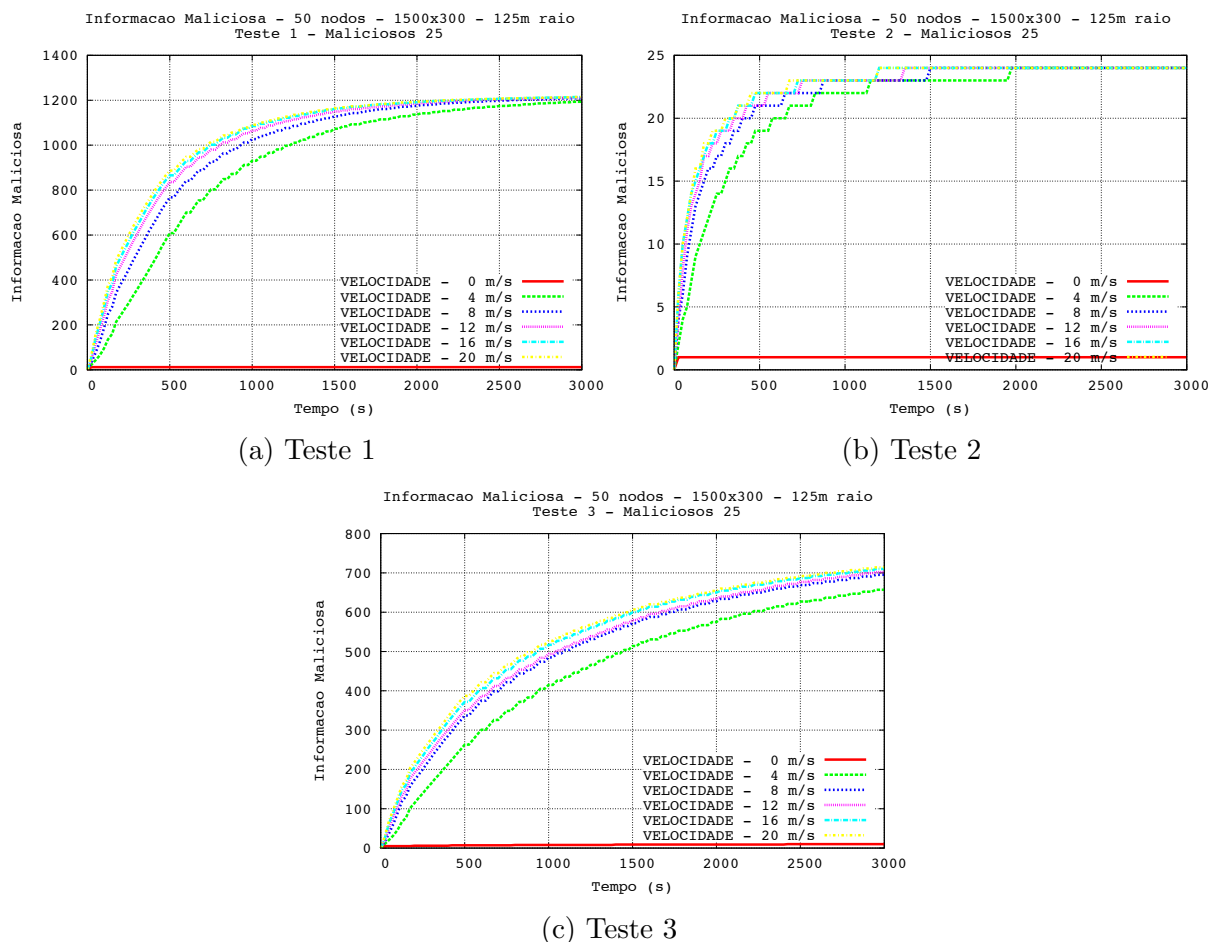 Informacao Maliciosa - 50 nodos - 1500x300 - 125m raio
Teste 1 - Maliciosos 25
Informacao Maliciosa
1400
1200
1000
800
600
400
200
0
VELOCIDADE - 0 m/s
VELOCIDADE - 4 m/s
VELOCIDADE - 8 m/s
VELOCIDADE - 12 m/s
VELOCIDADE - 16 m/s
VELOCIDADE - 20 m/s
0 500 1000 1500 2000 2500 3000
Tempo (s)
(a) Teste 1
Informacao Maliciosa - 50 nodos - 1500x300 - 125m raio
Teste 2 - Maliciosos 25
Informacao Maliciosa
25
20
15
10
5
0
VELOCIDADE - 0 m/s
VELOCIDADE - 4 m/s
VELOCIDADE - 8 m/s
VELOCIDADE - 12 m/s
VELOCIDADE - 16 m/s
VELOCIDADE - 20 m/s
0 500 1000 1500 2000 2500 3000
Tempo (s)
(b) Teste 2
Informacao Maliciosa - 50 nodos - 1500x300 - 125m raio
Teste 3 - Maliciosos 25
Informacao Maliciosa
800
700
600
500
400
300
200
100
0
VELOCIDADE - 0 m/s
VELOCIDADE - 4 m/s
VELOCIDADE - 8 m/s
VELOCIDADE - 12 m/s
VELOCIDADE - 16 m/s
VELOCIDADE - 20 m/s
0 500 1000 1500 2000 2500 3000
Tempo (s)
(c) Teste 3